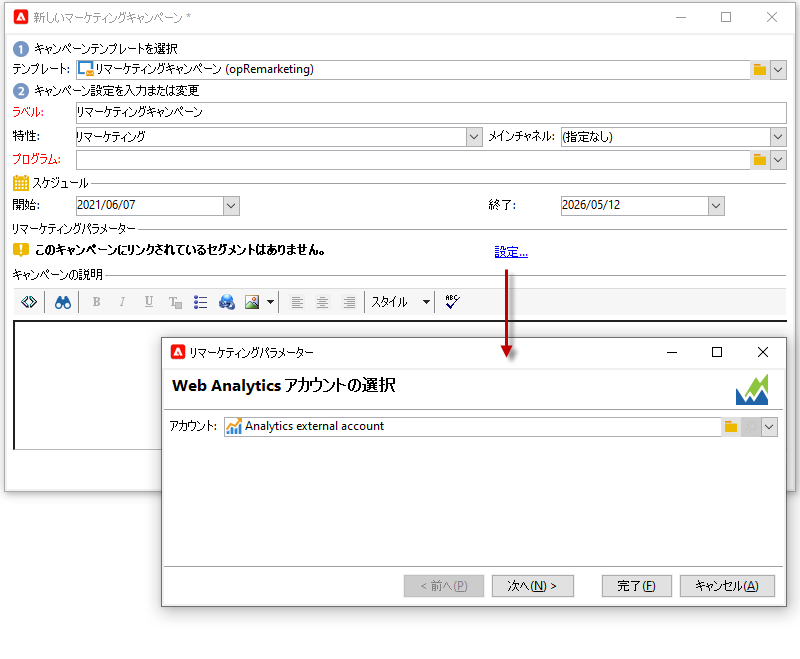 新しいマーケティングキャンペーン *
1 キャンペーンテンプレートを選択
テンプレート: リマーケティングキャンペーン (opRemarketing)
2 キャンペーン設定を入力または変更
ラベル: リマーケティングキャンペーン
特性: リマーケティング メインチャネル: (指定なし)
プログラム:
スケジュール
開始: 2021/06/07 終了: 2026/05/12
リマーケティングパラメーター
このキャンペーンにリンクされているセグメントはありません。 設定...
キャンペーンの説明
B I U Ts スタイル ABC
リマーケティングパラメーター
Web Analytics アカウントの選択
アカウント: Analytics external account
< 前へ(P) 次へ(N) > 完了(F) キャンセル(A)